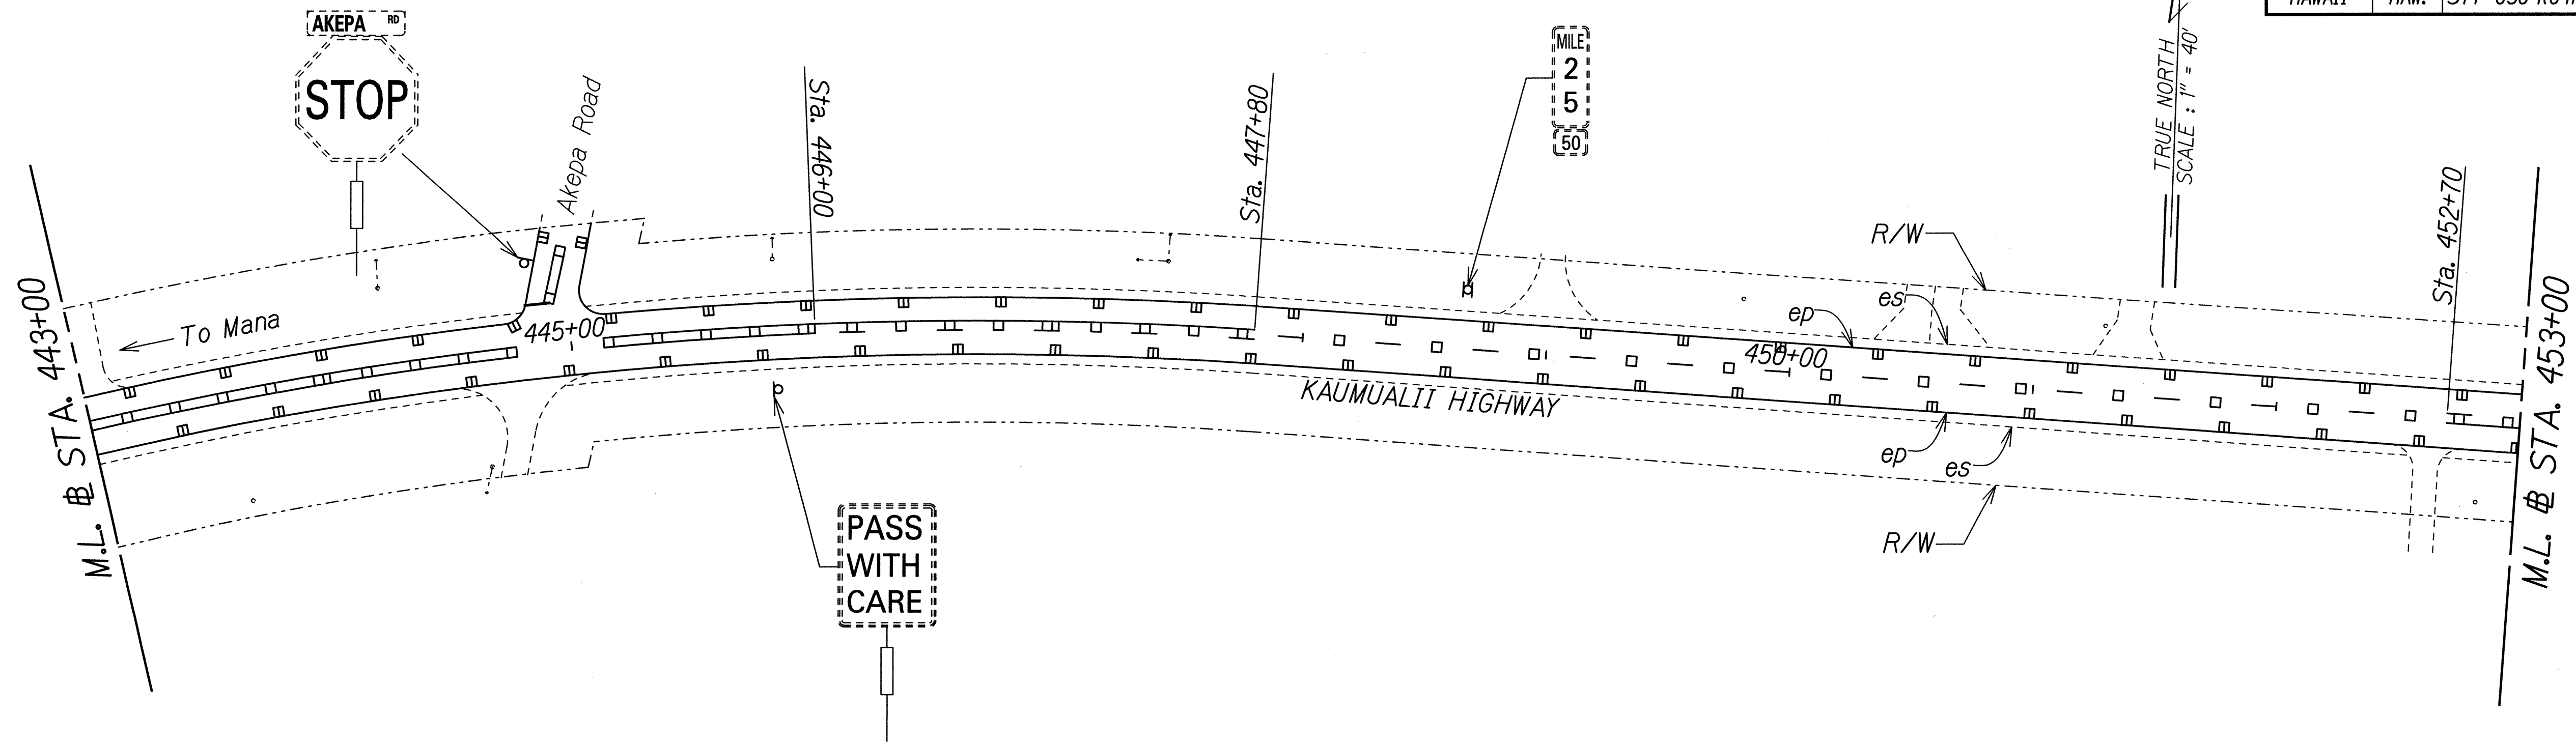 AKEPA RD
STOP
Akepa Road
Sta. 446+00
Sta. 447+80
MILE
2
5
50
TRUE NORTH
SCALE : 1" = 40'
HAWAII HAW.
Sta. 452+70
R/W
ep
es
To Mana
445+00
450+00
KAUMUALII HIGHWAY
ep
es
R/W
PASS
WITH
CARE
M.L. ⅊ STA. 443+00
M.L. ⅊ STA. 453+00